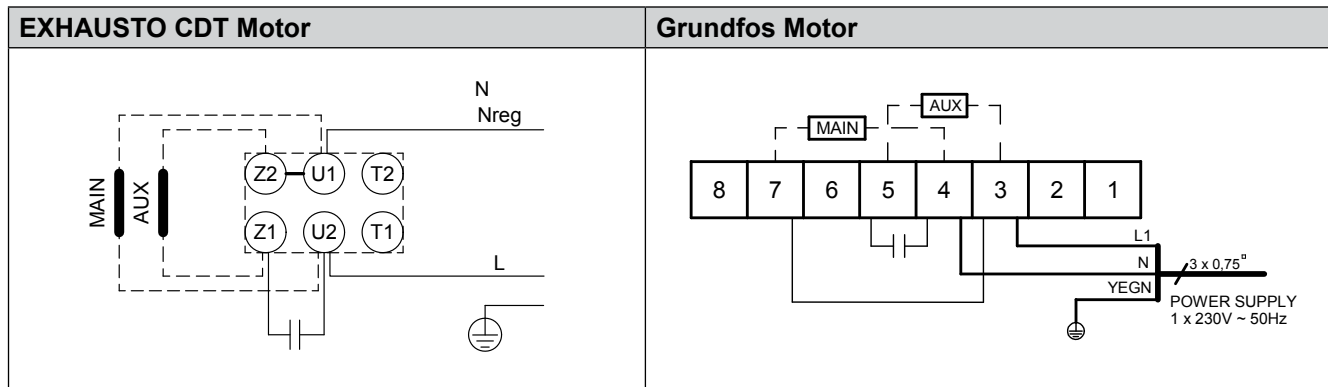 EXHAUSTO CDT Motor
Grundfos Motor
N
Nreg
MAIN
AUX
Z2 U1 T2
Z1 U2 T1
L
AUX
MAIN
8 7 6 5 4 3 2 1
L1
N
3 x 0,75¤
YEGN
POWER SUPPLY
1 x 230V ~ 50Hz